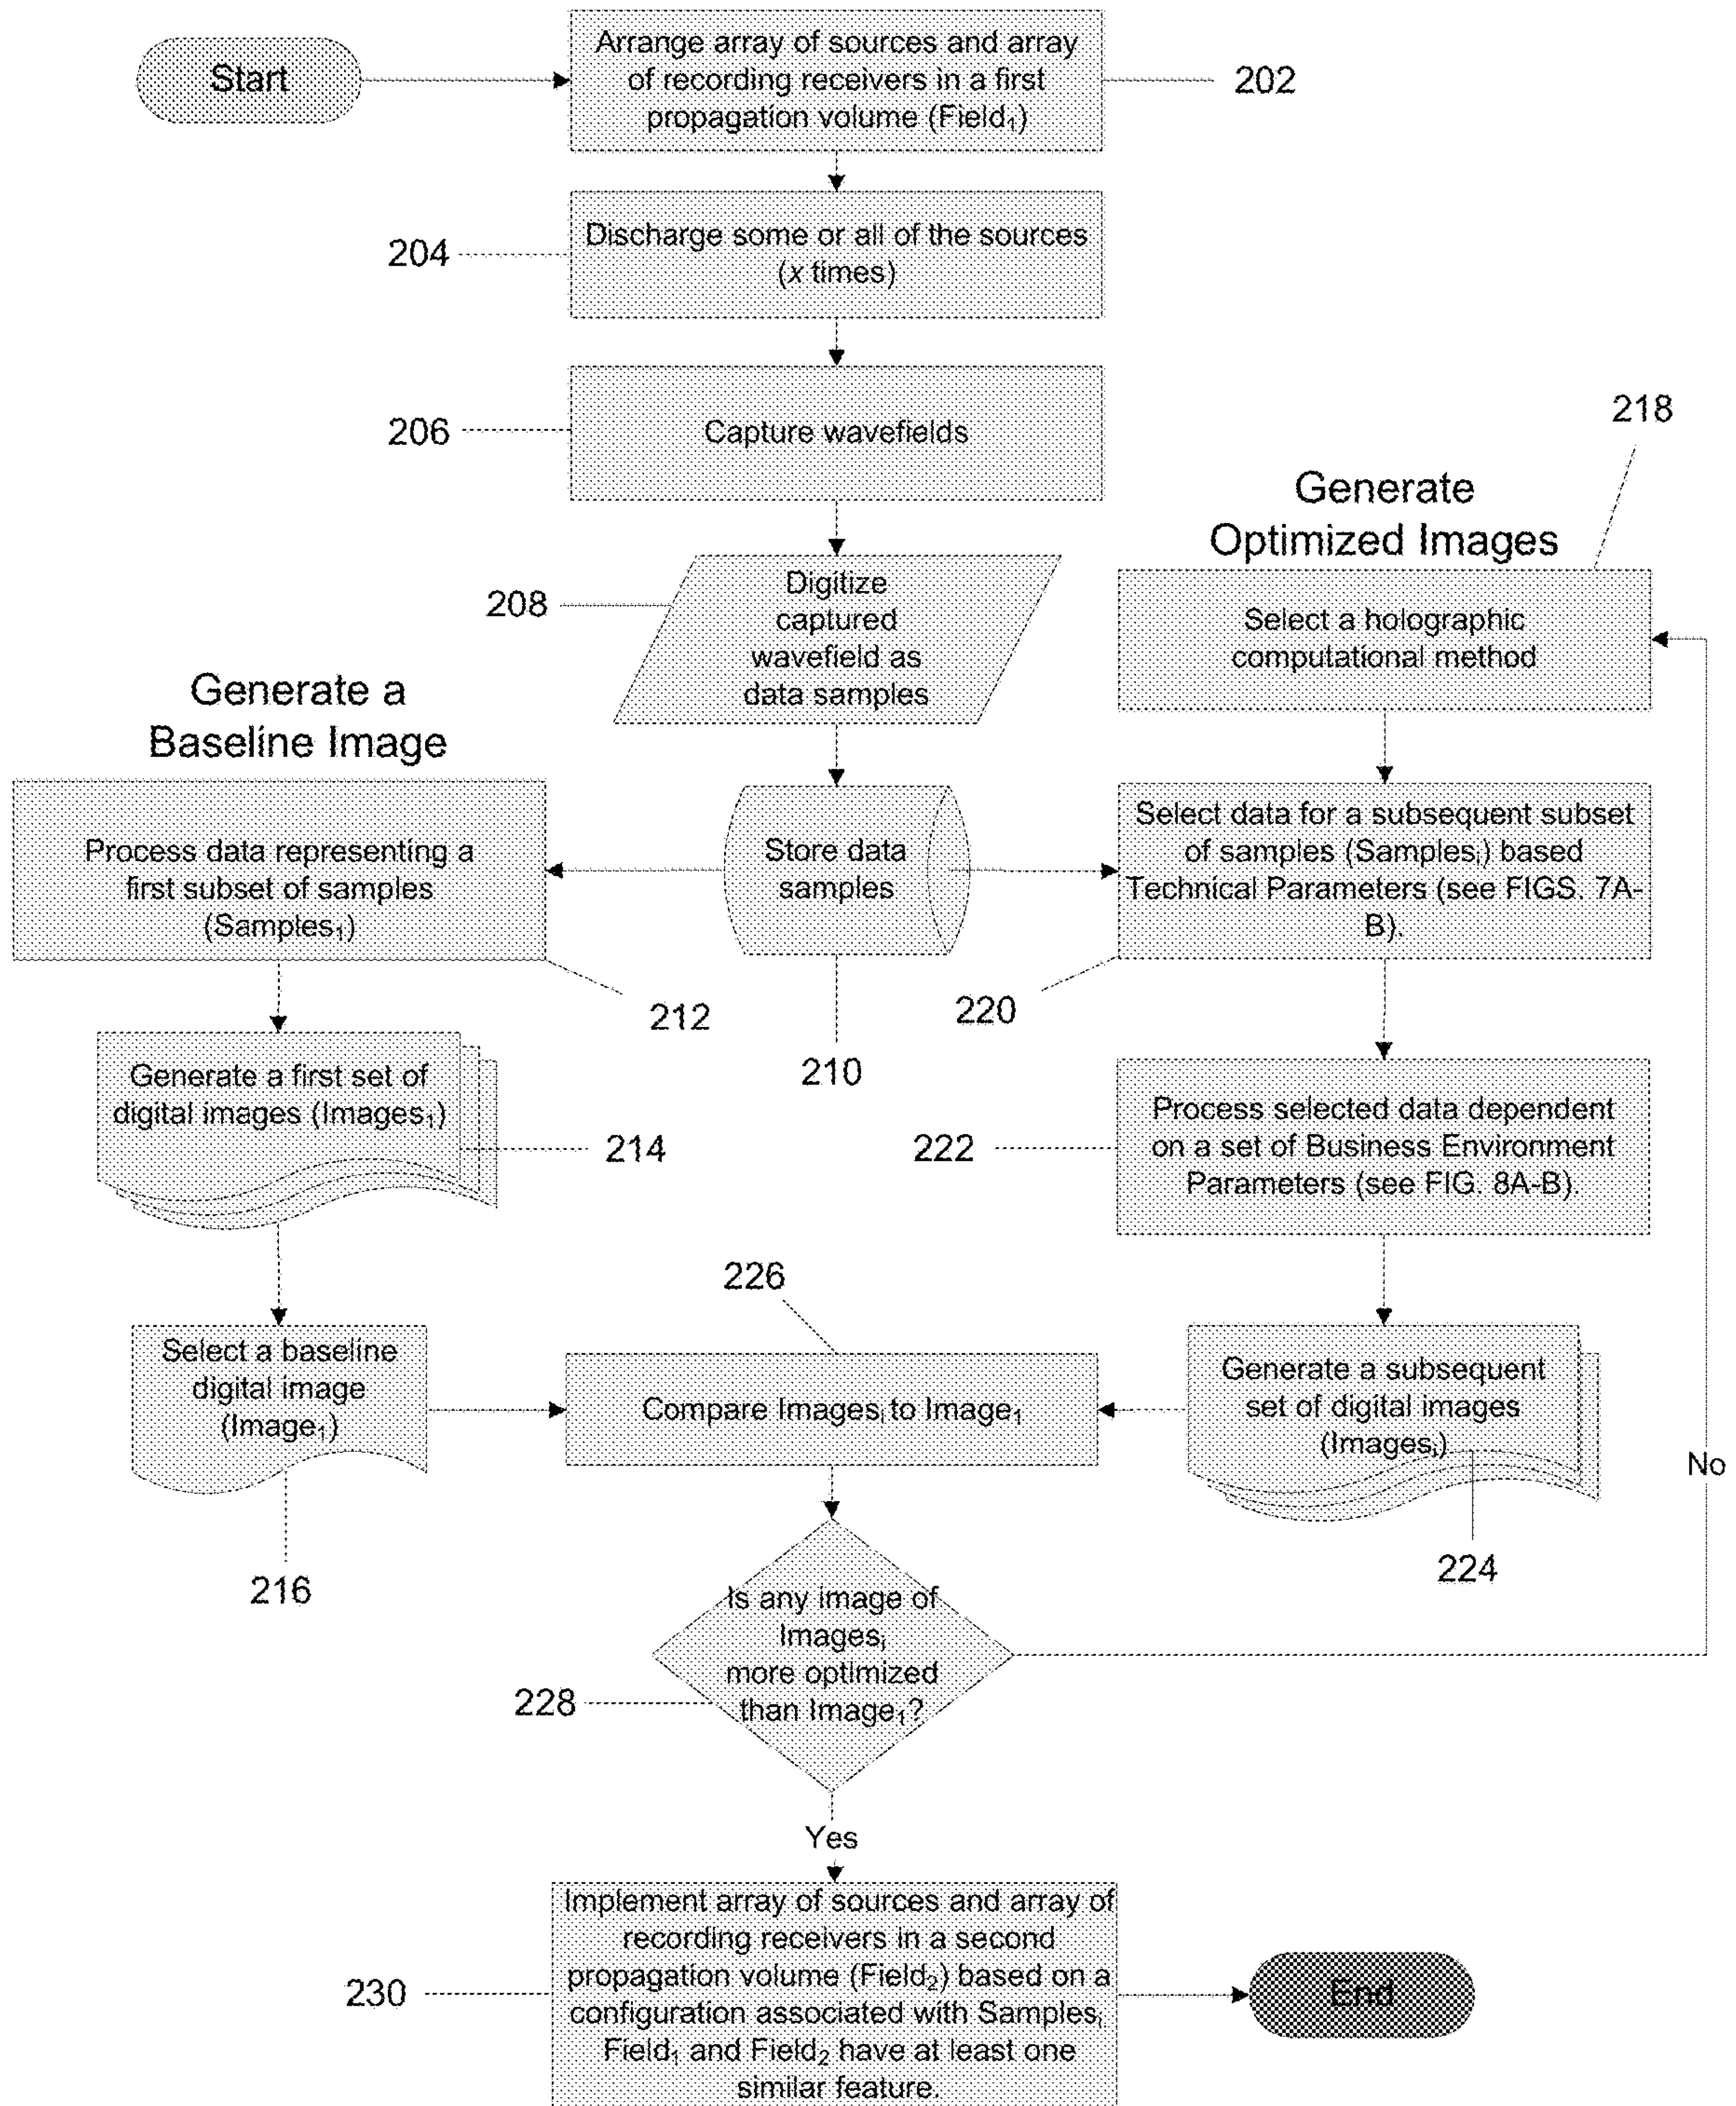 Start
Arrange array of sources and array
of recording receivers in a first
propagation volume (Field₁)
202
Discharge some or all of the sources
(x times)
204
Capture wavefields
206
218
Generate
Optimized Images
Digitize
captured
wavefield as
data samples
208
Select a holographic
computational method
Generate a
Baseline Image
Process data representing a
first subset of samples
(Samples₁)
Store data
samples
Select data for a subsequent subset
of samples (Samplesᵢ) based
Technical Parameters (see FIGS. 7A-
B).
212
210
220
Generate a first set of
digital images (Images₁)
214
222
Process selected data dependent
on a set of Business Environment
Parameters (see FIG. 8A-B).
226
Select a baseline
digital image
(Image₁)
Compare Imagesᵢ to Image₁
Generate a subsequent
set of digital images
(Imagesᵢ)
No
216
224
Is any image of
Imagesᵢ
more optimized
than Image₁?
228
Yes
Implement array of sources and array of
recording receivers in a second
propagation volume (Field₂) based on a
configuration associated with Samplesᵢ
Field₁ and Field₂ have at least one
similar feature.
230
End